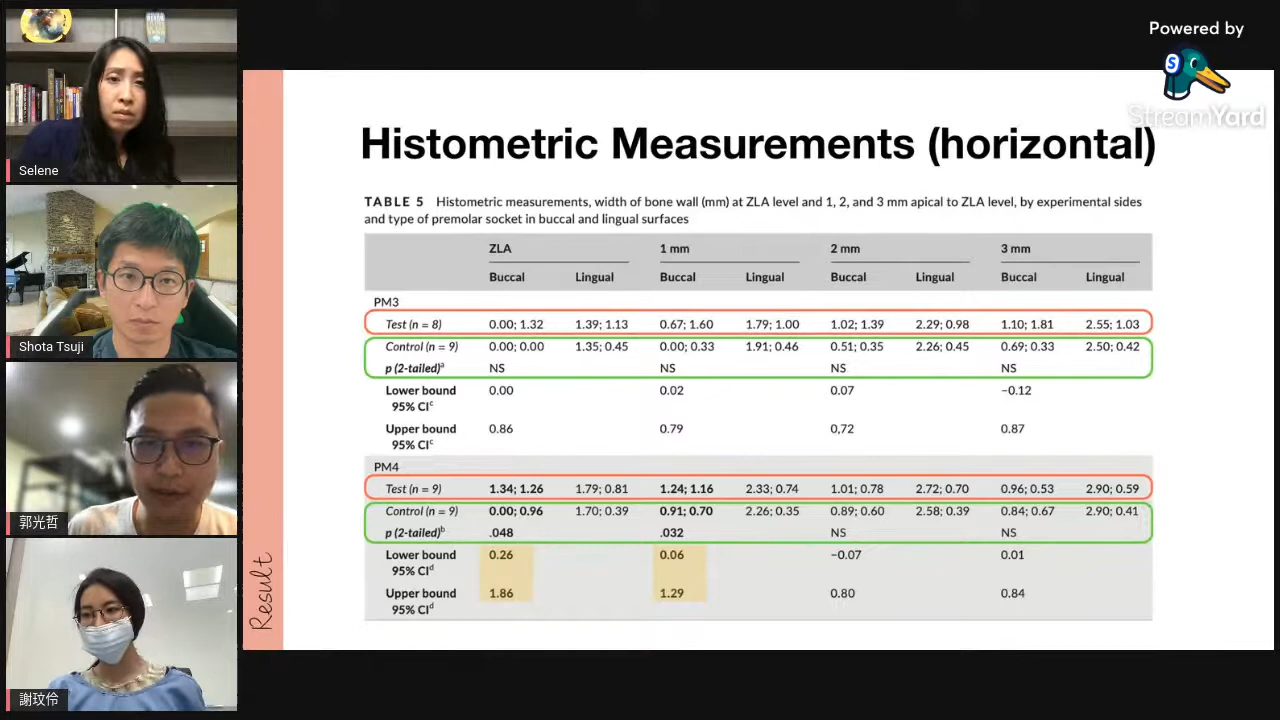 Powered by
StreamYard
Selene
Shota Tsuji
郭光哲
謝玟伶
Result
Histometric Measurements (horizontal)
TABLE 5 Histometric measurements, width of bone wall (mm) at ZLA level and 1, 2, and 3 mm apical to ZLA level, by experimental sides
and type of premolar socket in buccal and lingual surfaces
ZLA 1 mm 2 mm 3 mm
Buccal Lingual Buccal Lingual Buccal Lingual Buccal Lingual
PM3
Test (n = 8) 0.00; 1.32 1.39; 1.13 0.67; 1.60 1.79; 1.00 1.02; 1.39 2.29; 0.98 1.10; 1.81 2.55; 1.03
Control (n = 9) 0.00; 0.00 1.35; 0.45 0.00; 0.33 1.91; 0.46 0.51; 0.35 2.26; 0.45 0.69; 0.33 2.50; 0.42
p (2-tailed)a NS NS NS NS
Lower bound 0.00 0.02 0.07 −0.12
95% CIc
Upper bound 0.86 0.79 0,72 0.87
95% CIc
PM4
Test (n = 9) 1.34; 1.26 1.79; 0.81 1.24; 1.16 2.33; 0.74 1.01; 0.78 2.72; 0.70 0.96; 0.53 2.90; 0.59
Control (n = 9) 0.00; 0.96 1.70; 0.39 0.91; 0.70 2.26; 0.35 0.89; 0.60 2.58; 0.39 0.84; 0.67 2.90; 0.41
p (2-tailed)b .048 .032 NS NS
Lower bound 0.26 0.06 −0.07 0.01
95% CId
Upper bound 1.86 1.29 0.80 0.84
95% CId